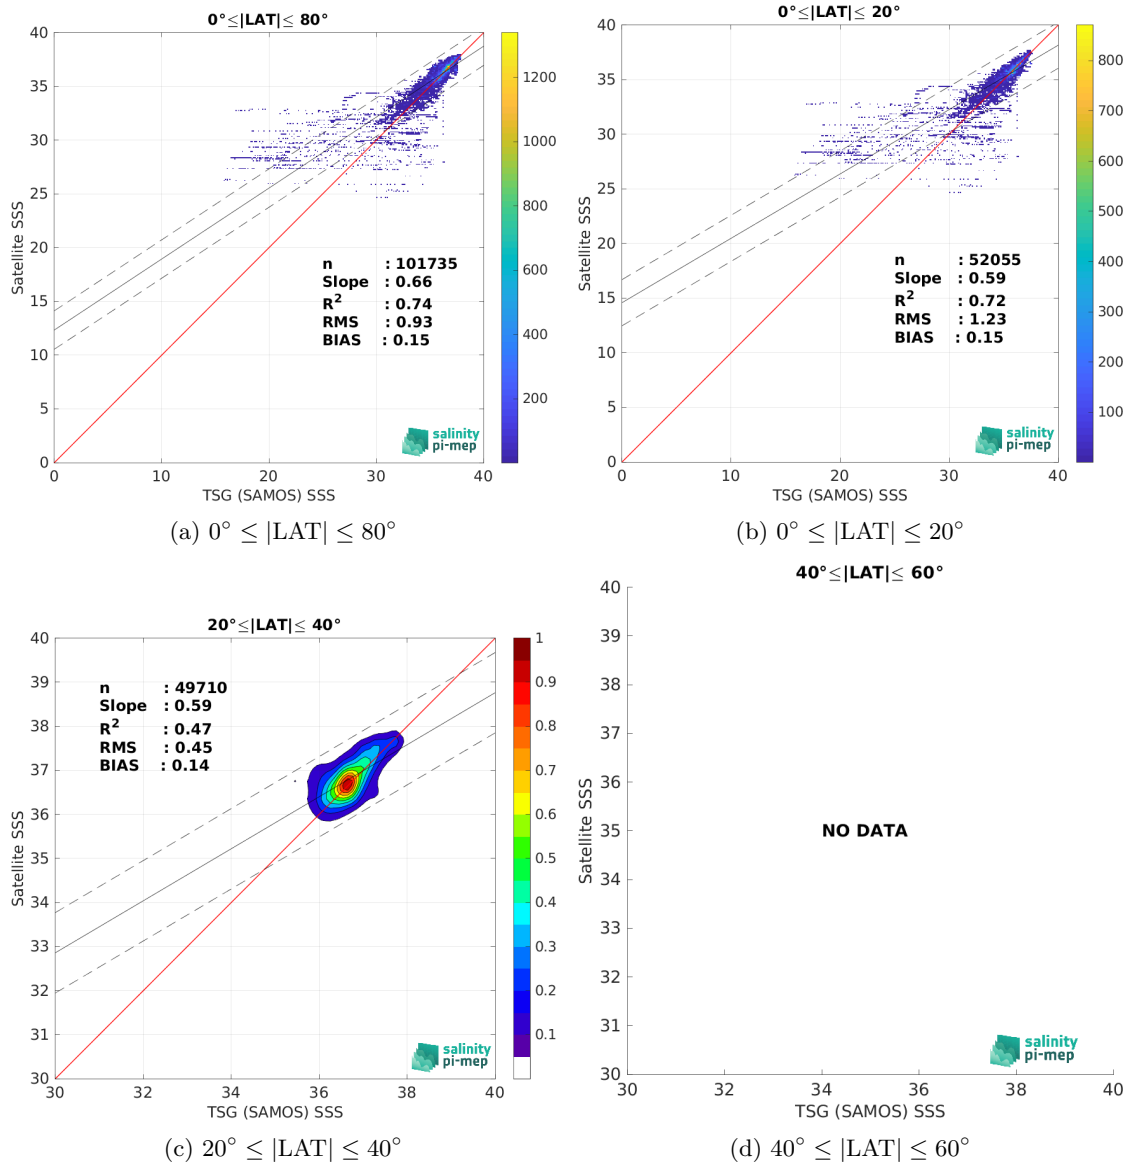 0°≤|LAT|≤ 80°
40
35
30
25
20
15
10
5
0
0
10
20
30
40
Satellite SSS
TSG (SAMOS) SSS
n : 101735
Slope : 0.66
R² : 0.74
RMS : 0.93
BIAS : 0.15
salinity
pi-mep
1200
1000
800
600
400
200
(a) 0° ≤ |LAT| ≤ 80°
0°≤|LAT|≤ 20°
40
35
30
25
20
15
10
5
0
0
10
20
30
40
Satellite SSS
TSG (SAMOS) SSS
n : 52055
Slope : 0.59
R² : 0.72
RMS : 1.23
BIAS : 0.15
salinity
pi-mep
800
700
600
500
400
300
200
100
(b) 0° ≤ |LAT| ≤ 20°
20°≤|LAT|≤ 40°
40
39
38
37
36
35
34
33
32
31
30
30
32
34
36
38
40
Satellite SSS
TSG (SAMOS) SSS
n : 49710
Slope : 0.59
R² : 0.47
RMS : 0.45
BIAS : 0.14
salinity
pi-mep
1
0.9
0.8
0.7
0.6
0.5
0.4
0.3
0.2
0.1
(c) 20° ≤ |LAT| ≤ 40°
40°≤|LAT|≤ 60°
40
39
38
37
36
35
34
33
32
31
30
30
32
34
36
38
40
Satellite SSS
TSG (SAMOS) SSS
NO DATA
salinity
pi-mep
(d) 40° ≤ |LAT| ≤ 60°